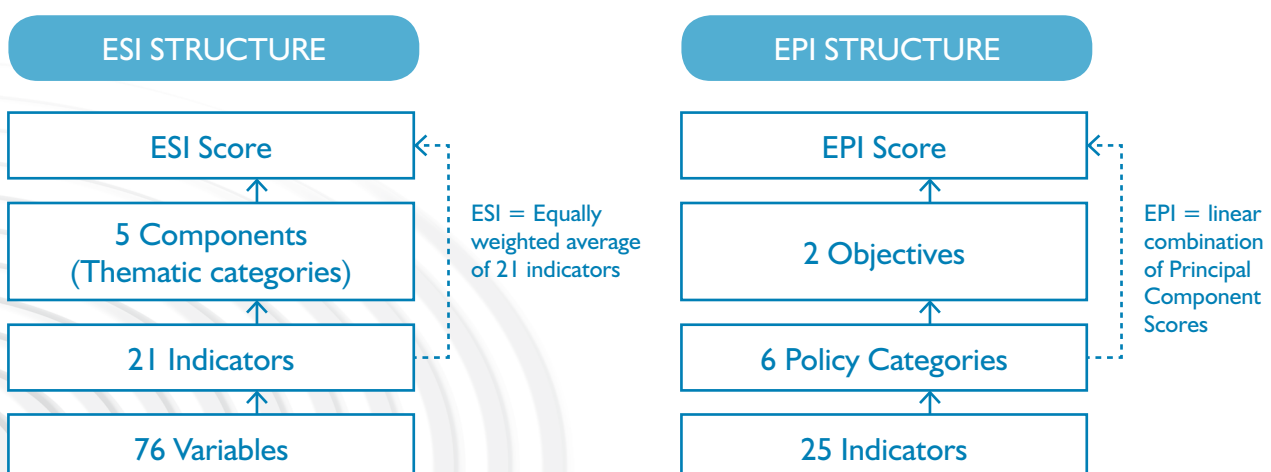 ESI STRUCTURE
ESI Score
5 Components
(Thematic categories)
21 Indicators
76 Variables
ESI = Equally
weighted average
of 21 indicators
EPI STRUCTURE
EPI Score
2 Objectives
6 Policy Categories
25 Indicators
EPI = linear
combination
of Principal
Component
Scores